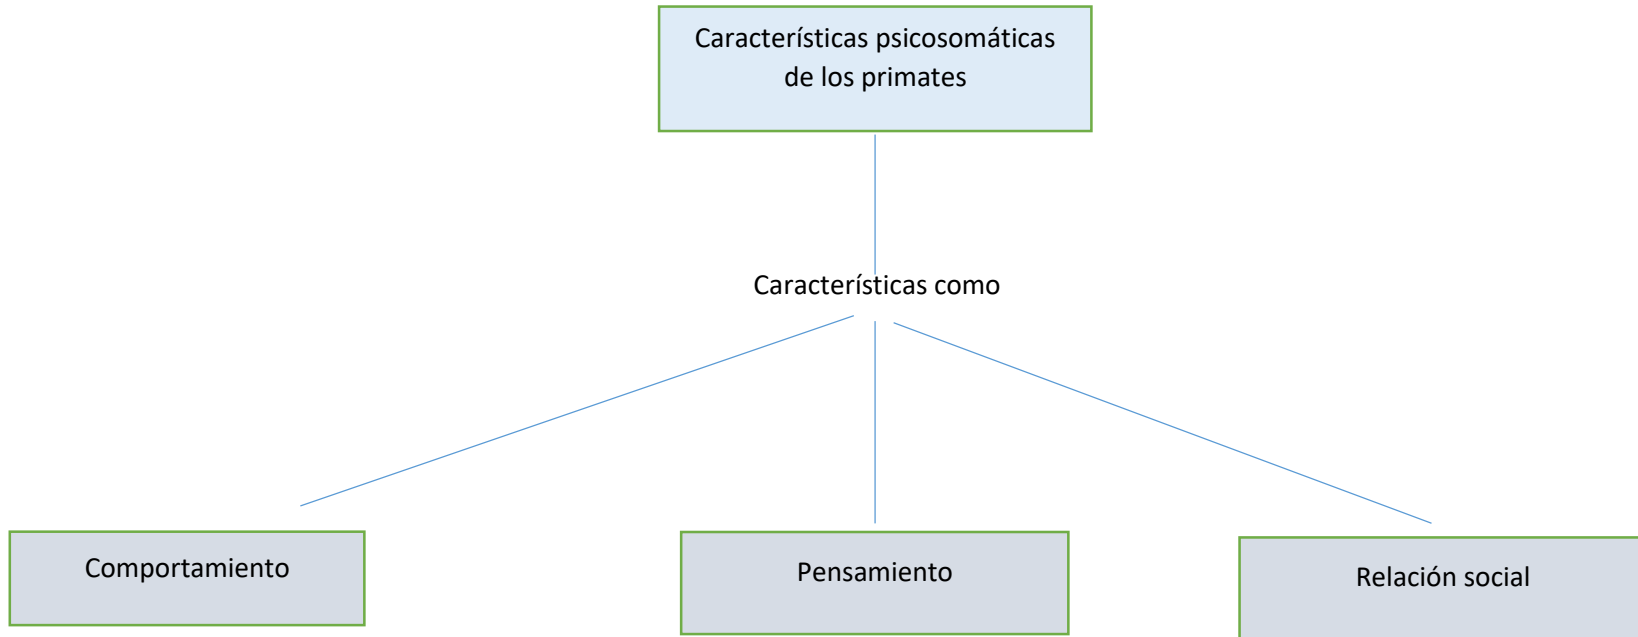 Características psicosomáticas
de los primates
Características como
Comportamiento
Pensamiento
Relación social